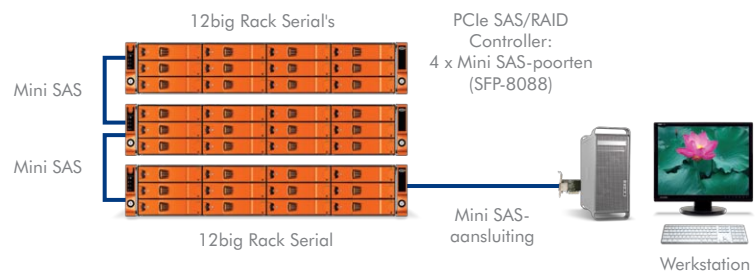 12big Rack Serial's
PCIe SAS/RAID
Controller:
4 x Mini SAS-poorten
(SFP-8088)
Mini SAS
Mini SAS
12big Rack Serial
Mini SAS-
aansluiting
Werkstation